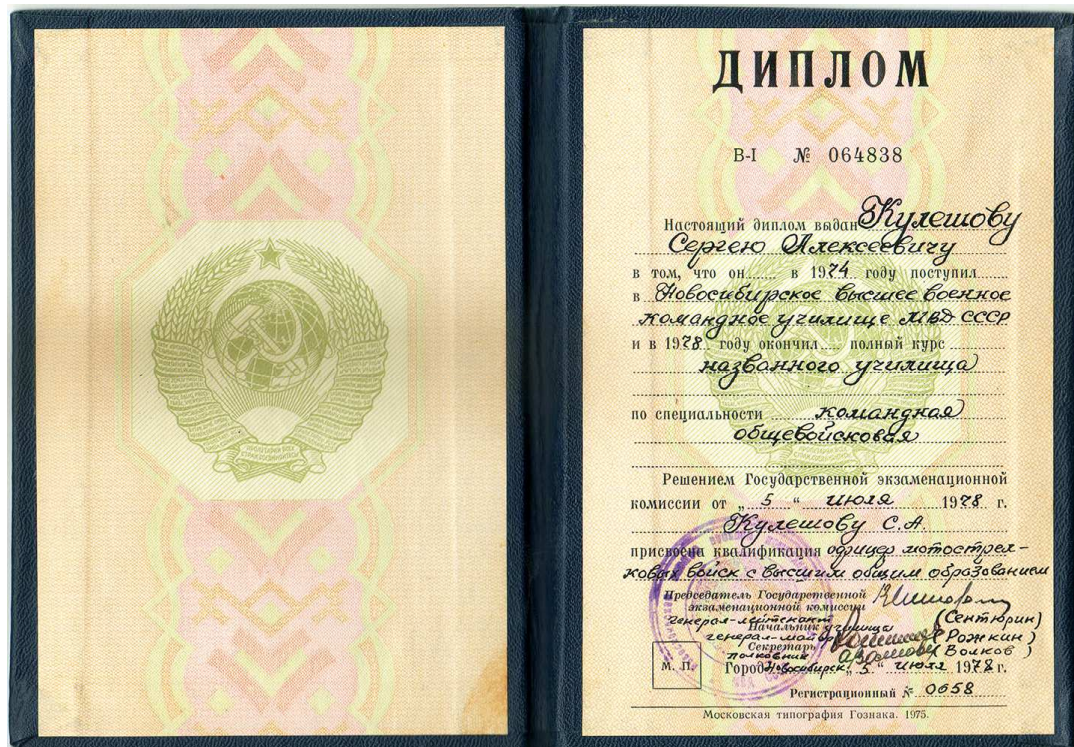 ДИПЛОМ
В-I № 064838
Настоящий диплом выдан Кулешову
Сергею Алексеевичу
в том, что он в 1974 году поступил
в Новосибирское высшее военное
командное училище МВД СССР
и в 1978 году окончил полный курс
названного училища
по специальности командная
общевойсковая
Решением Государственной экзаменационной
комиссии от „ 5 “ июля 1978 г.
Кулешову С.А.
присвоена квалификация офицер мотострел-
ковых войск с высшим общим образованием
Председатель Государственной
экзаменационной комиссии
генерал-лейтенант (Сентюрин)
Начальник училища
генерал-майор (Рожкин)
Секретарь
полковник (Волков)
М. П.
Город Новосибирск, „ 5 “ июля 1978 г.
Регистрационный № 0658
Московская типография Гознака. 1975.